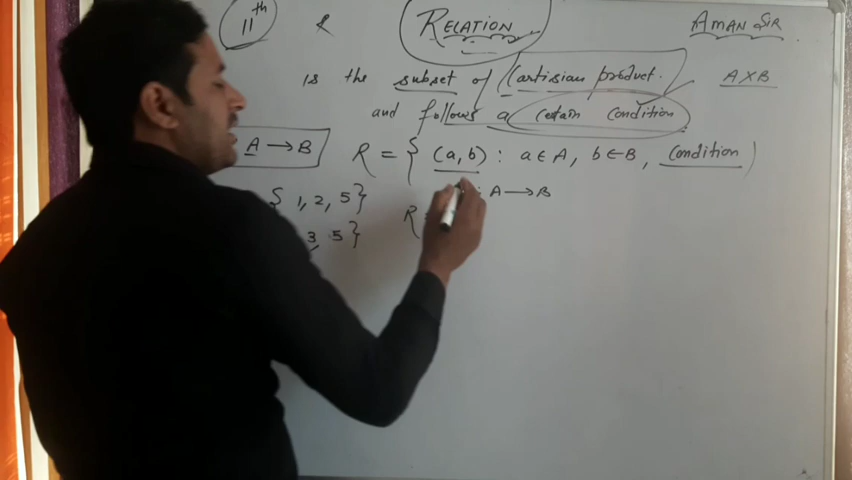 11th R RELATION AMAN SIR
is the subset of Cartisian product. A×B
and follows a certain condition
A → B R = { (a, b) : a ∈ A, b ∈ B, Condition )
{ 1, 2, 5} : A → B
3, 5 } R